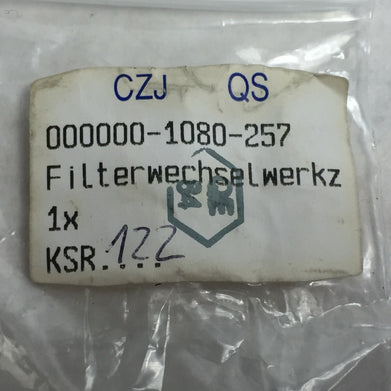 CZJ QS
000000-1080-257
Filterwechselwerkz
1x
KSR.122...